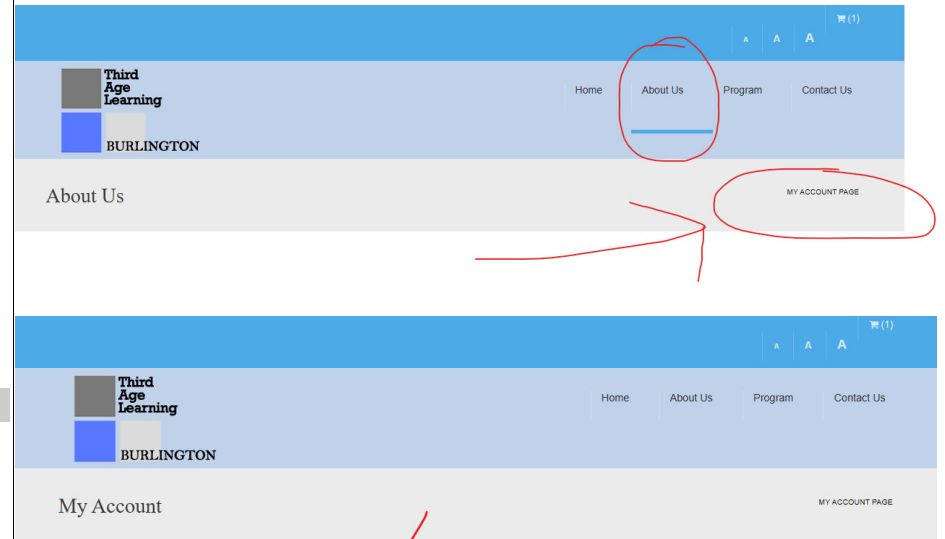 (1)
A A A
Third
Age
Learning
BURLINGTON
Home About Us Program Contact Us
About Us
MY ACCOUNT PAGE
(1)
A A A
Third
Age
Learning
BURLINGTON
Home About Us Program Contact Us
My Account
MY ACCOUNT PAGE